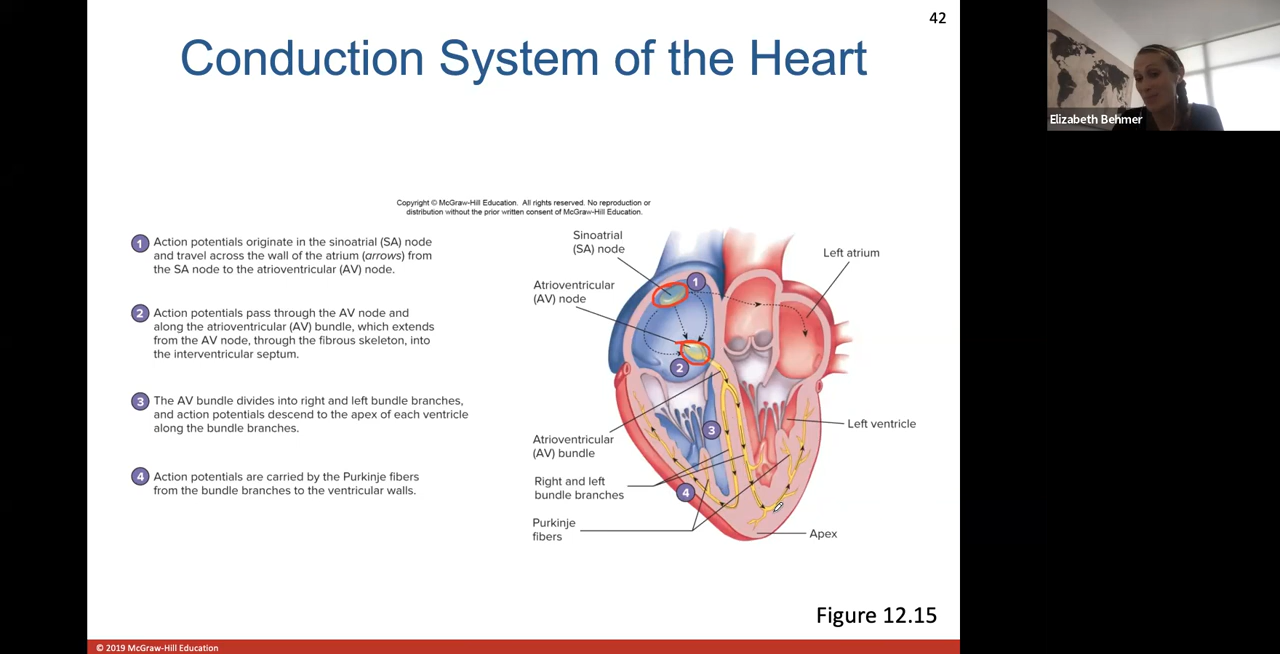 42
Conduction System of the Heart
Elizabeth Behmer
Copyright © McGraw-Hill Education. All rights reserved. No reproduction or
distribution without the prior written consent of McGraw-Hill Education.
1 Action potentials originate in the sinoatrial (SA) node
and travel across the wall of the atrium (arrows) from
the SA node to the atrioventricular (AV) node.
2 Action potentials pass through the AV node and
along the atrioventricular (AV) bundle, which extends
from the AV node, through the fibrous skeleton, into
the interventricular septum.
3 The AV bundle divides into right and left bundle branches,
and action potentials descend to the apex of each ventricle
along the bundle branches.
4 Action potentials are carried by the Purkinje fibers
from the bundle branches to the ventricular walls.
Sinoatrial
(SA) node
Left atrium
1
Atrioventricular
(AV) node
2
3
Left ventricle
Atrioventricular
(AV) bundle
Right and left
bundle branches
4
Purkinje
fibers
Apex
Figure 12.15
© 2019 McGraw-Hill Education